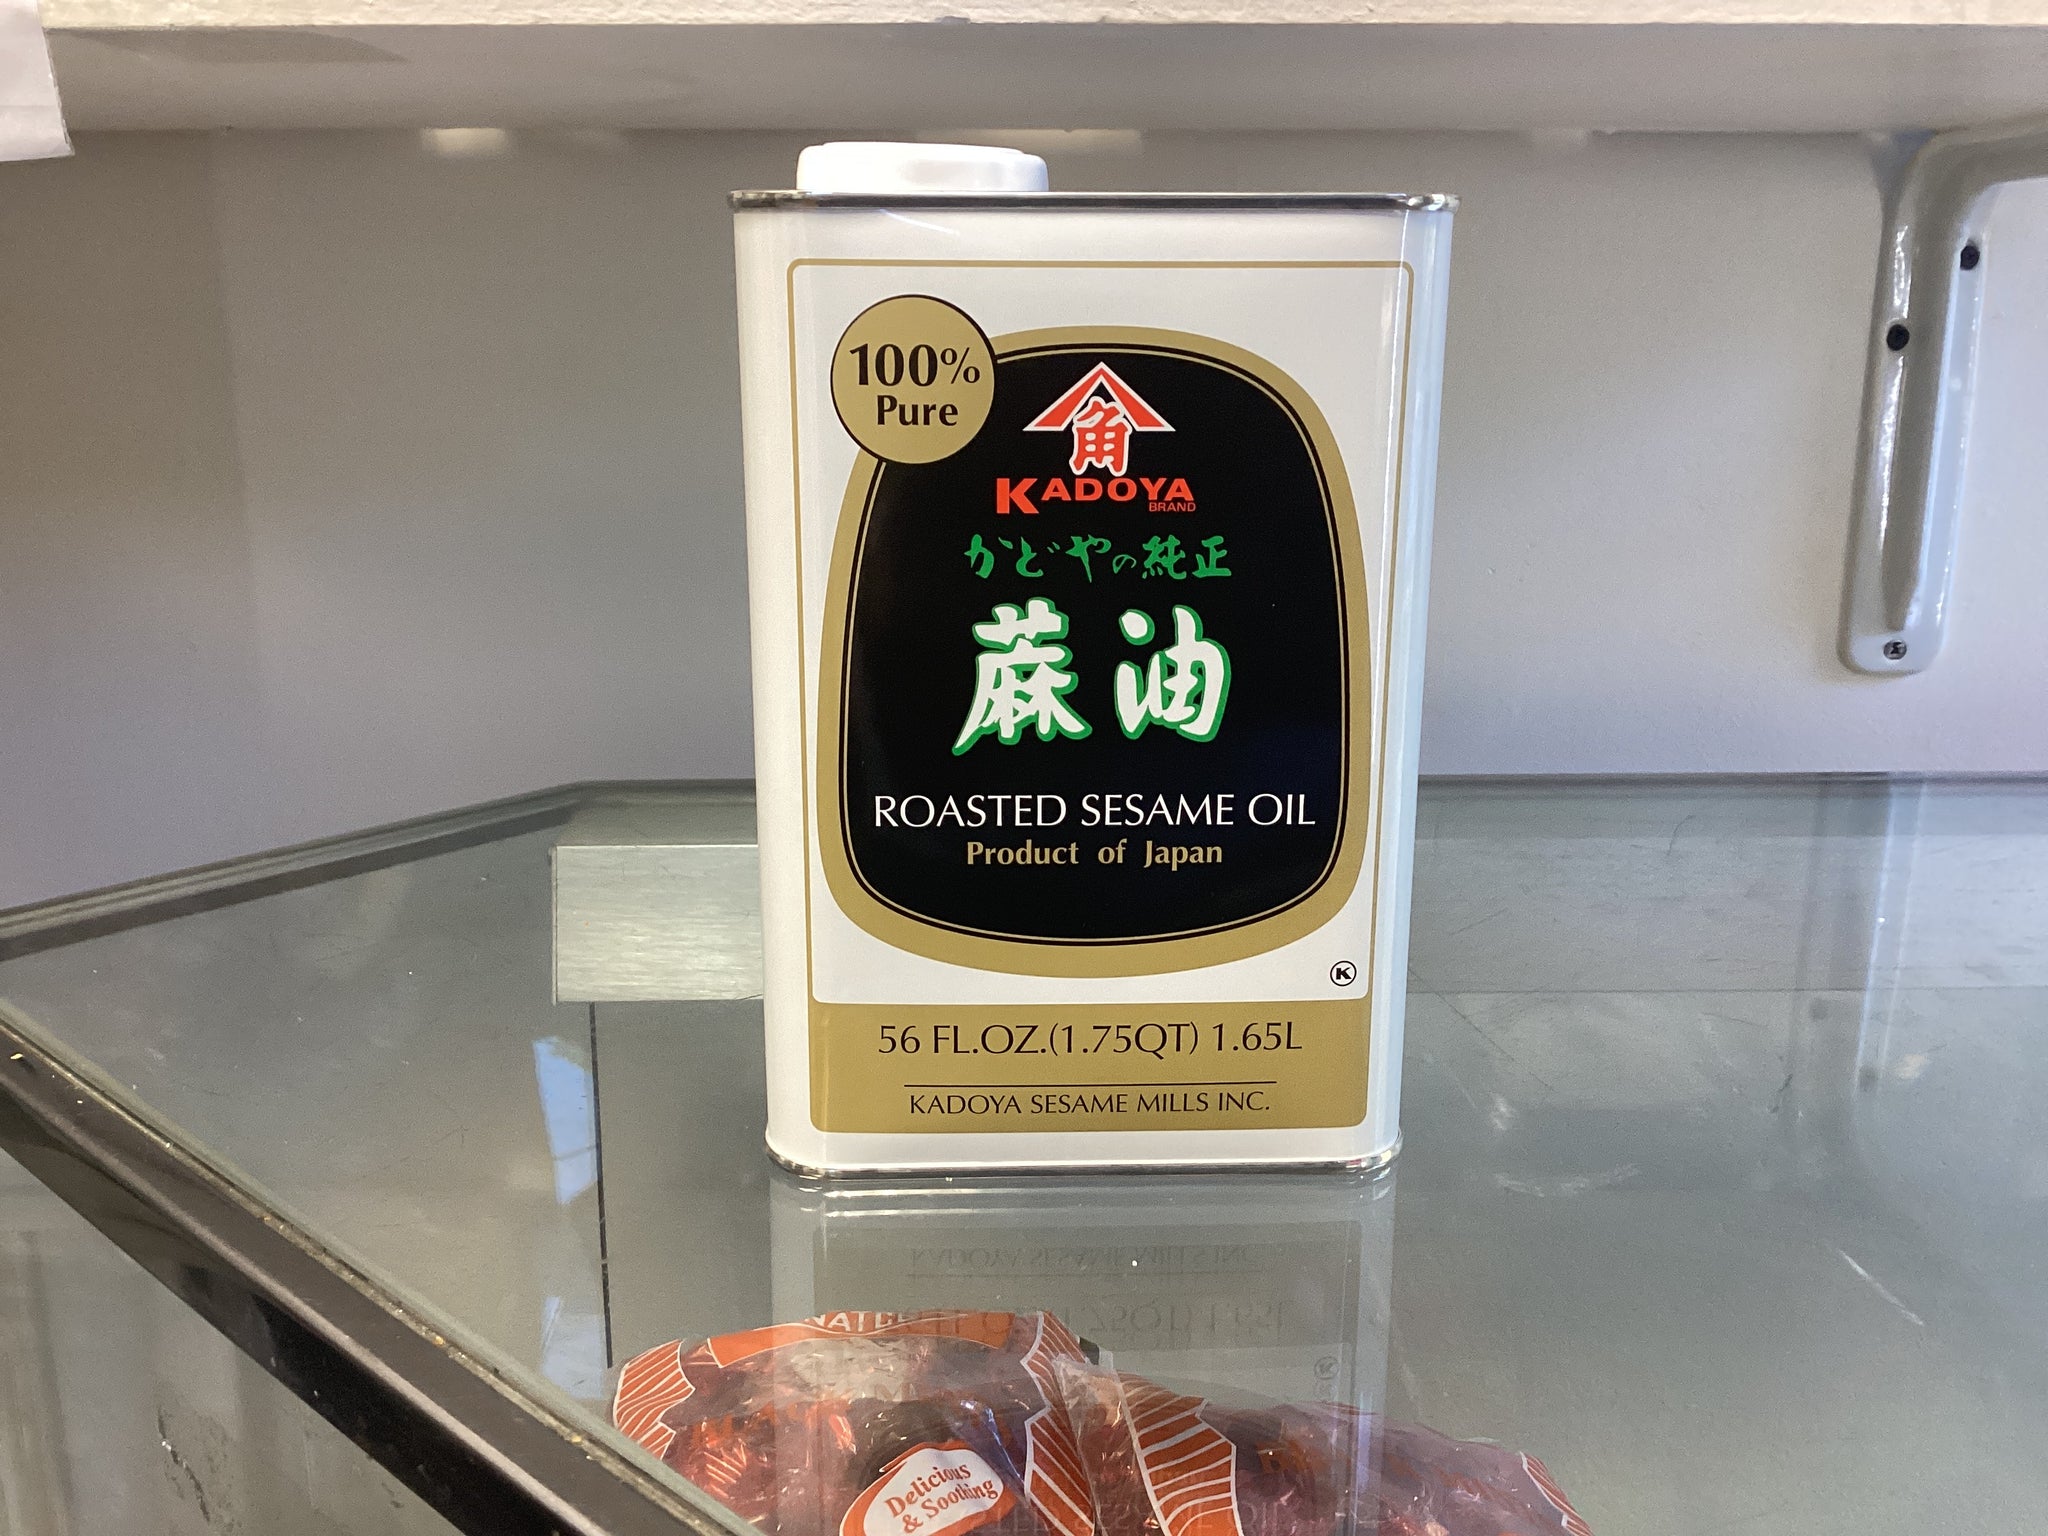 100%
Pure
角
KADOYA
BRAND
かどやの純正
蔴油
ROASTED SESAME OIL
Product of Japan
K
56 FL.OZ.(1.75QT) 1.65L
KADOYA SESAME MILLS INC.
Delicious
& Soothing